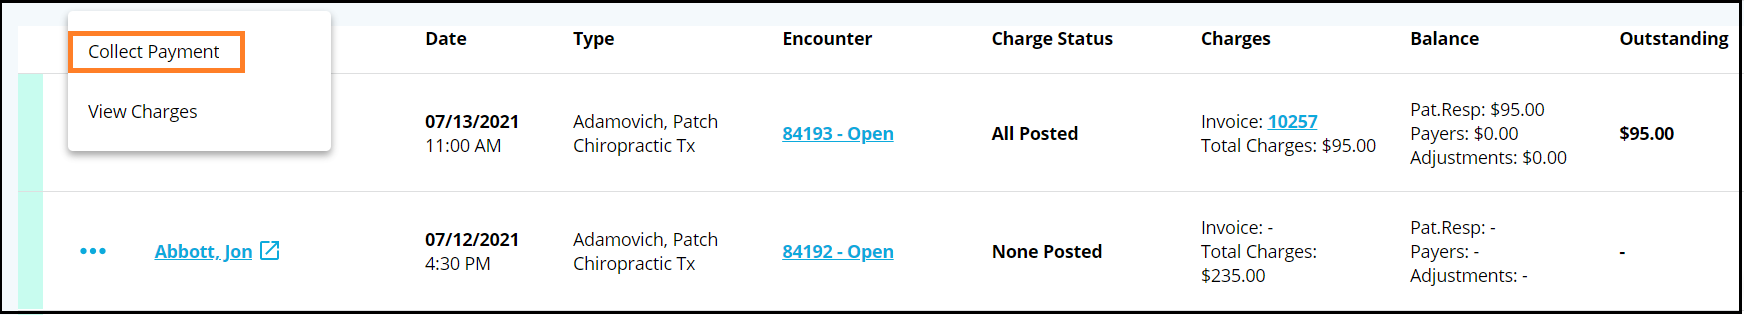 Collect Payment
View Charges
Date
Type
Encounter
Charge Status
Charges
Balance
Outstanding
07/13/2021
11:00 AM
Adamovich, Patch
Chiropractic Tx
84193 - Open
All Posted
Invoice: 10257
Total Charges: $95.00
Pat.Resp: $95.00
Payers: $0.00
Adjustments: $0.00
$95.00
Abbott, Jon
07/12/2021
4:30 PM
Adamovich, Patch
Chiropractic Tx
84192 - Open
None Posted
Invoice: -
Total Charges:
$235.00
Pat.Resp: -
Payers: -
Adjustments: -
-